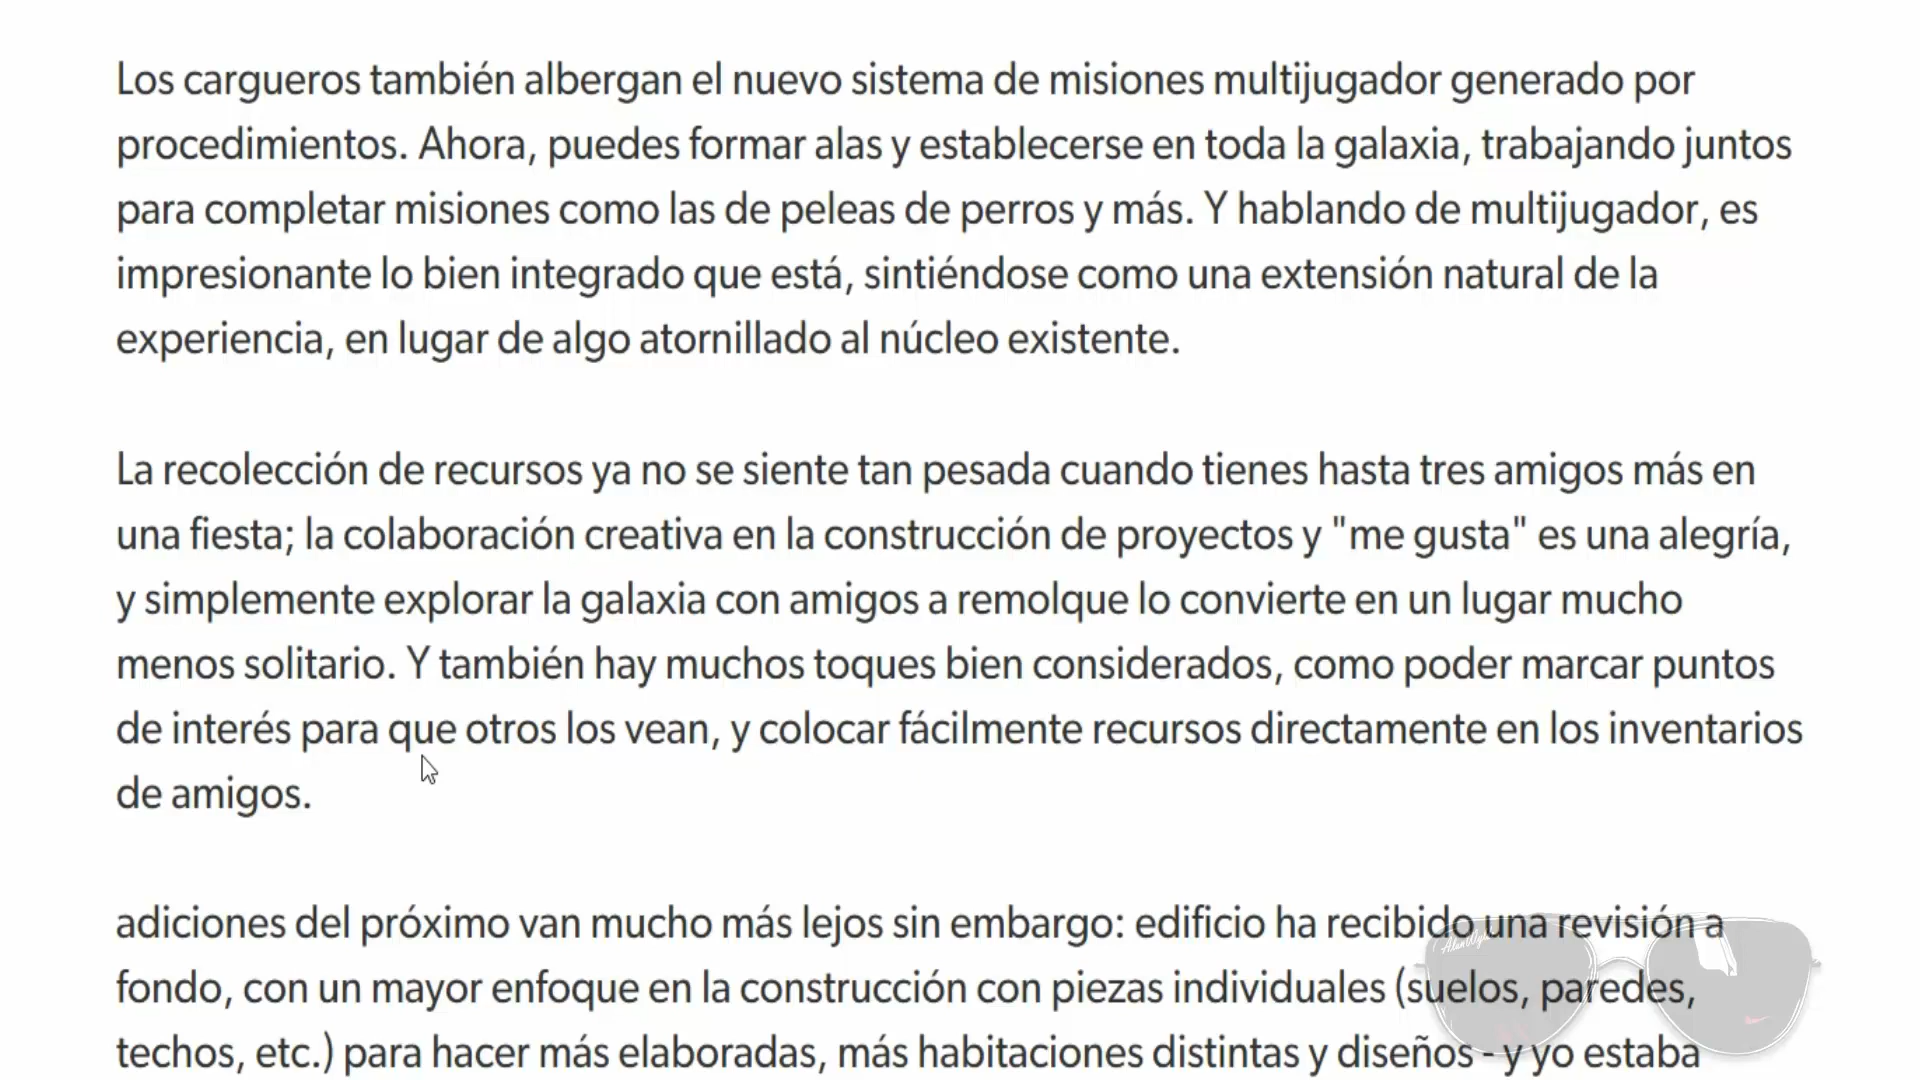 Los cargueros también albergan el nuevo sistema de misiones multijugador generado por
procedimientos. Ahora, puedes formar alas y establecerse en toda la galaxia, trabajando juntos
para completar misiones como las de peleas de perros y más. Y hablando de multijugador, es
impresionante lo bien integrado que está, sintiéndose como una extensión natural de la
experiencia, en lugar de algo atornillado al núcleo existente.
La recolección de recursos ya no se siente tan pesada cuando tienes hasta tres amigos más en
una fiesta; la colaboración creativa en la construcción de proyectos y "me gusta" es una alegría,
y simplemente explorar la galaxia con amigos a remolque lo convierte en un lugar mucho
menos solitario. Y también hay muchos toques bien considerados, como poder marcar puntos
de interés para que otros los vean, y colocar fácilmente recursos directamente en los inventarios
de amigos.
adiciones del próximo van mucho más lejos sin embargo: edificio ha recibido una revisión a
fondo, con un mayor enfoque en la construcción con piezas individuales (suelos, paredes,
techos, etc.) para hacer más elaboradas, más habitaciones distintas y diseños - y yo estaba